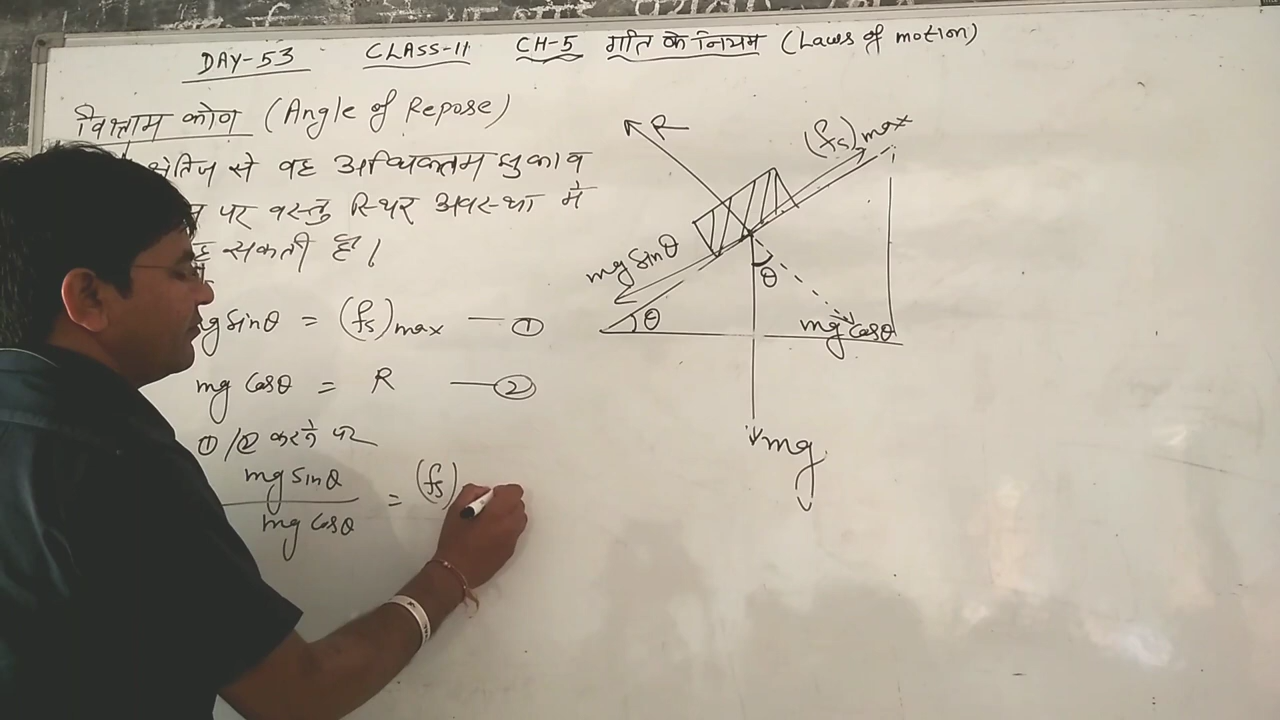 DAY-53 CLASS-11 CH-5 गति के नियम (Laws of motion)
विश्राम कोण (Angle of Repose)
क्षैतिज से वह अधिकतम झुकाव
पर वस्तु स्थिर अवस्था में
सकती है।
mg sinθ = (fs)max — ①
mg cosθ = R — ②
①/② करने पर
mg sinθ
mg cosθ
= (fs)
R
(fs)max
mg sinθ
θ
θ
mg cosθ
mg